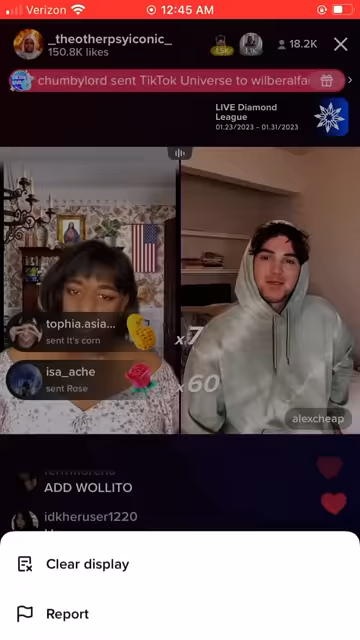 Verizon
12:45 AM
_theotherpsyiconic_
150.8K likes
18.2K
chumbylord sent TikTok Universe to wilberalfa
LIVE Diamond
League
01.23/2023 - 01.31/2023
tophia.asia...
sent It's corn
x7
isa_ache
sent Rose
x60
alexcheap
ADD WOLLITO
idkheruser1220
Clear display
Report